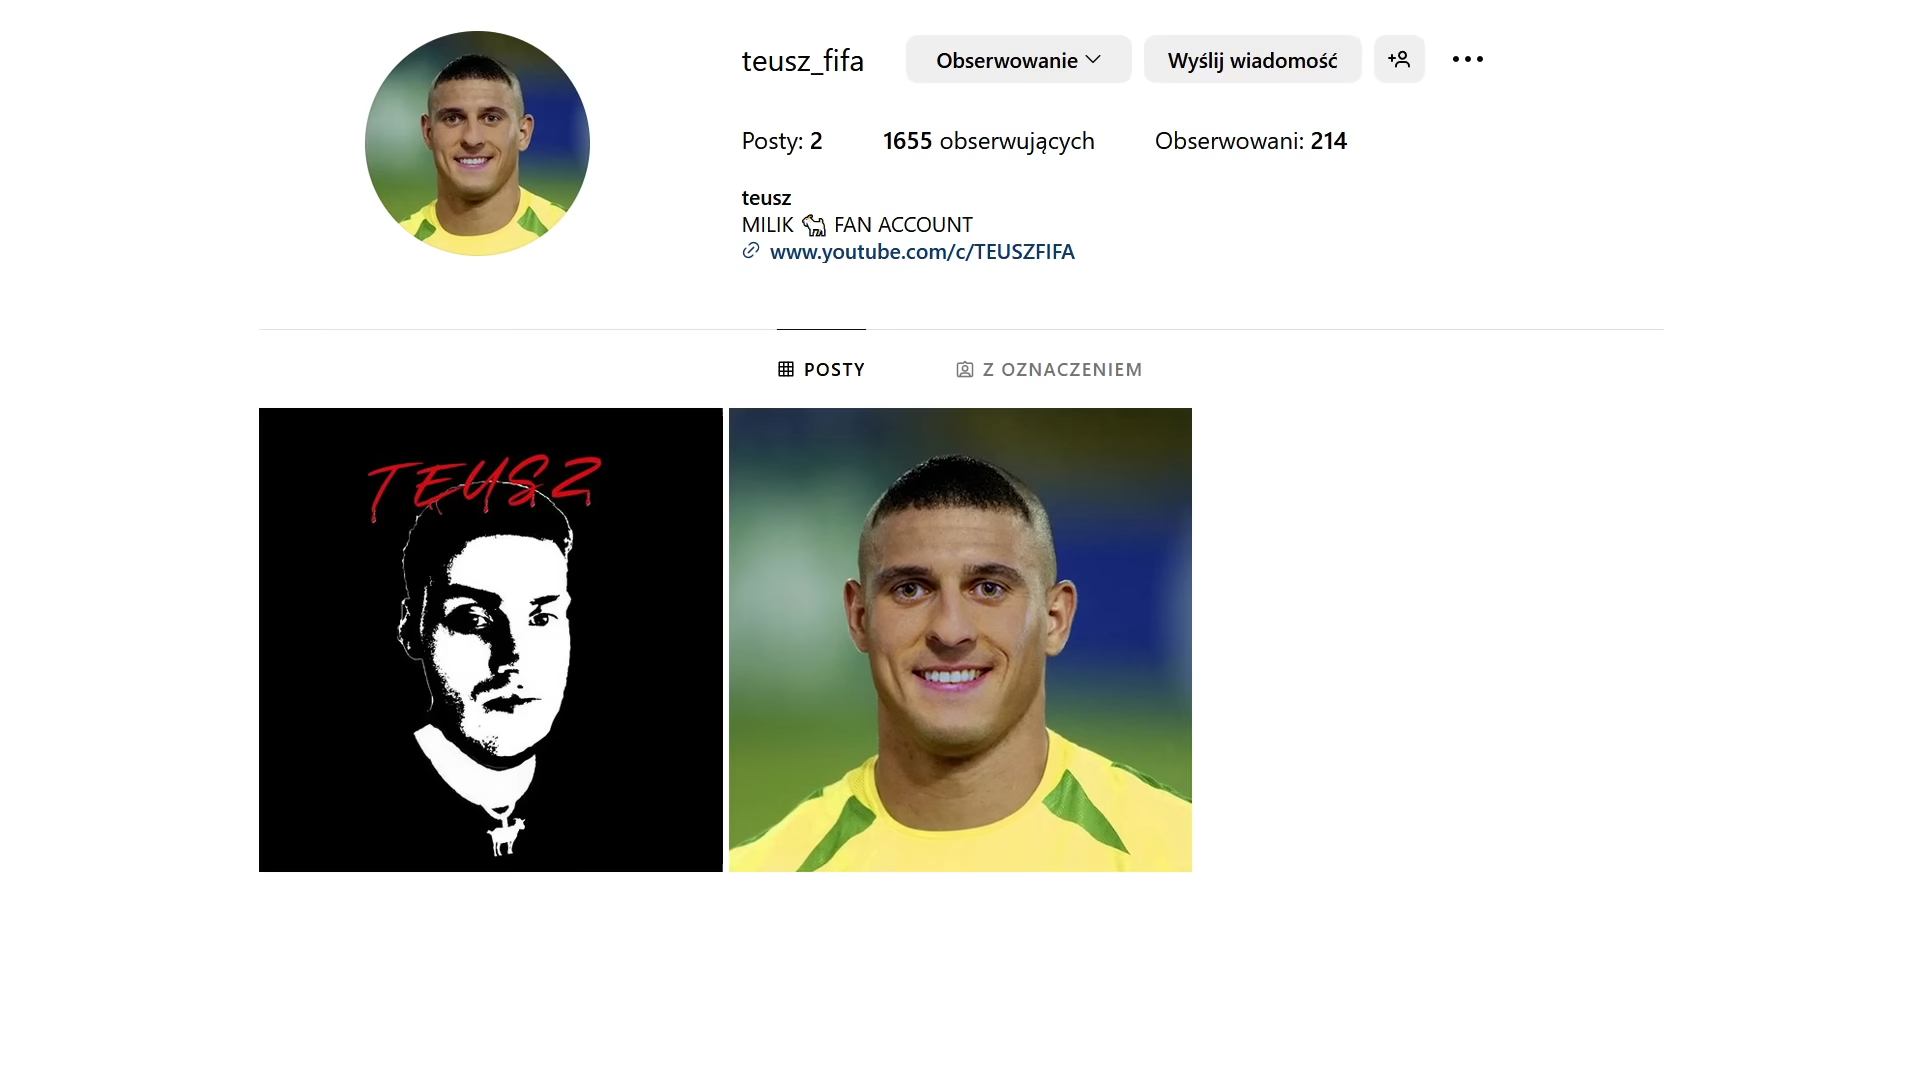 teusz_fifa
Obserwowanie
Wyślij wiadomość
Posty: 2
1655 obserwujących
Obserwowani: 214
teusz
MILIK 🐐 FAN ACCOUNT
www.youtube.com/c/TEUSZFIFA
POSTY
Z OZNACZENIEM
TEUSZ